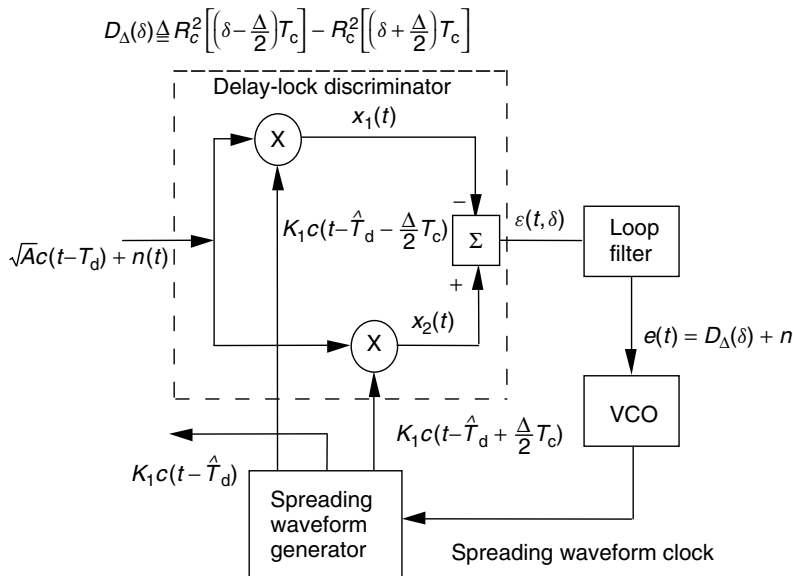 D_Δ(δ) ≜ R_c^2[(δ − Δ/2)T_c] − R_c^2[(δ + Δ/2)T_c]
Delay-lock discriminator
X
x_1(t)
−
K_1c(t−T̂_d − Δ/2 T_c)
Σ
ε(t, δ)
Loop
filter
√Ac(t−T_d) + n(t)
+
X
x_2(t)
e(t) = D_Δ(δ) + n
VCO
K_1c(t−T̂_d + Δ/2 T_c)
K_1c(t − T̂_d)
Spreading
waveform
generator
Spreading waveform clock